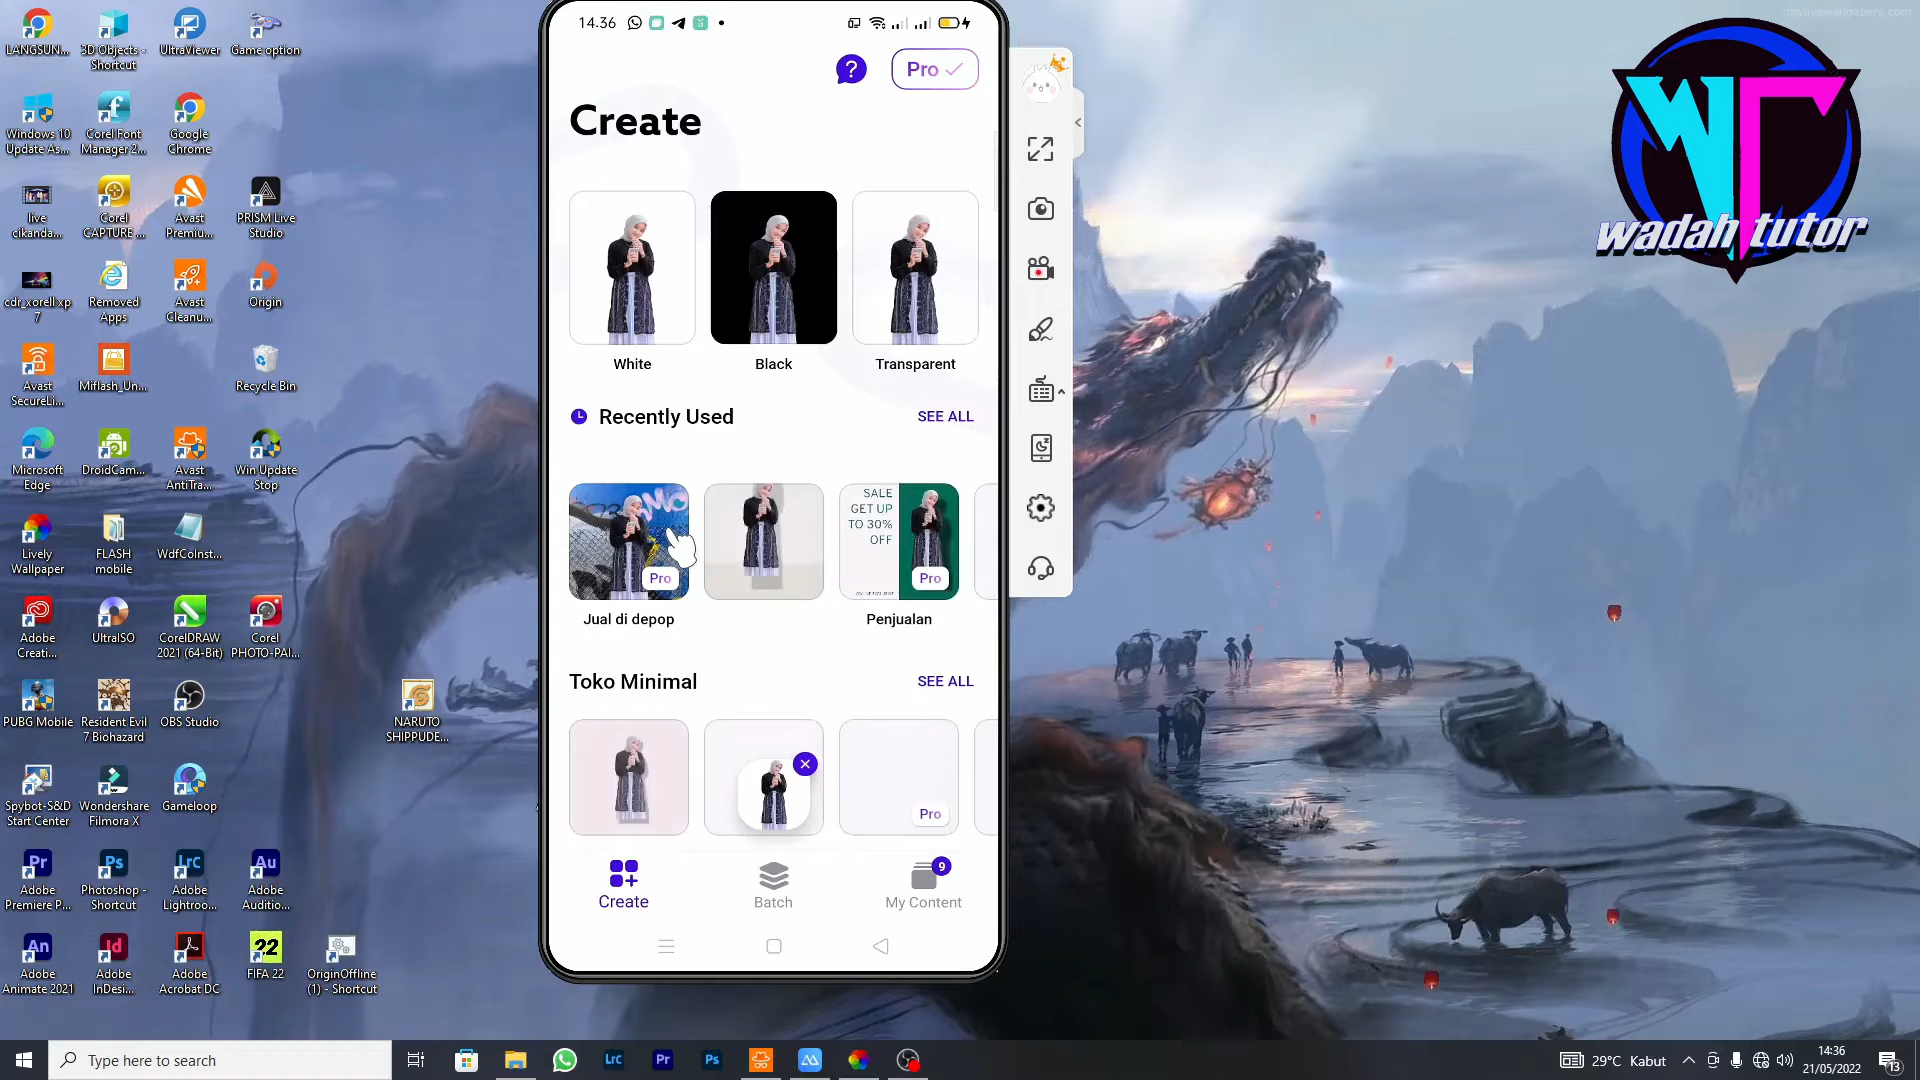 LANGSUN...
3D Objects - Shortcut
UltraViewer
Game option
Windows 10 Update As...
Corel Font Manager 2...
Google Chrome
live cikanda...
Corel CAPTURE ...
Avast Premiu...
PRISM Live Studio
cdr_xorell xp 7
Removed Apps
Avast Cleanu...
Origin
Avast SecureLi...
Miflash_Un...
Recycle Bin
Microsoft Edge
DroidCam...
Avast AntiTra...
Win Update Stop
Lively Wallpaper
FLASH mobile
WdfCoInst...
Adobe Creati...
UltraISO
CorelDRAW 2021 (64-Bit)
Corel PHOTO-PAI...
PUBG Mobile
Resident Evil 7 Biohazard
OBS Studio
NARUTO SHIPPUDE...
Spybot-S&D Start Center
Wondershare Filmora X
Gameloop
Adobe Premiere P...
Photoshop - Shortcut
Adobe Lightroo...
Adobe Auditio...
Adobe Animate 2021
Adobe InDesi...
Adobe Acrobat DC
FIFA 22
OriginOffline (1) - Shortcut
14.36
Pro
Create
White
Black
Transparent
Recently Used
SEE ALL
Pro
SALE
GET UP
TO 30%
OFF
Pro
Jual di depop
Penjualan
Toko Minimal
SEE ALL
Pro
9
Create
Batch
My Content
wadah tutor
Type here to search
Lrc
Pr
Ps
29°C Kabut
14:36
21/05/2022
13